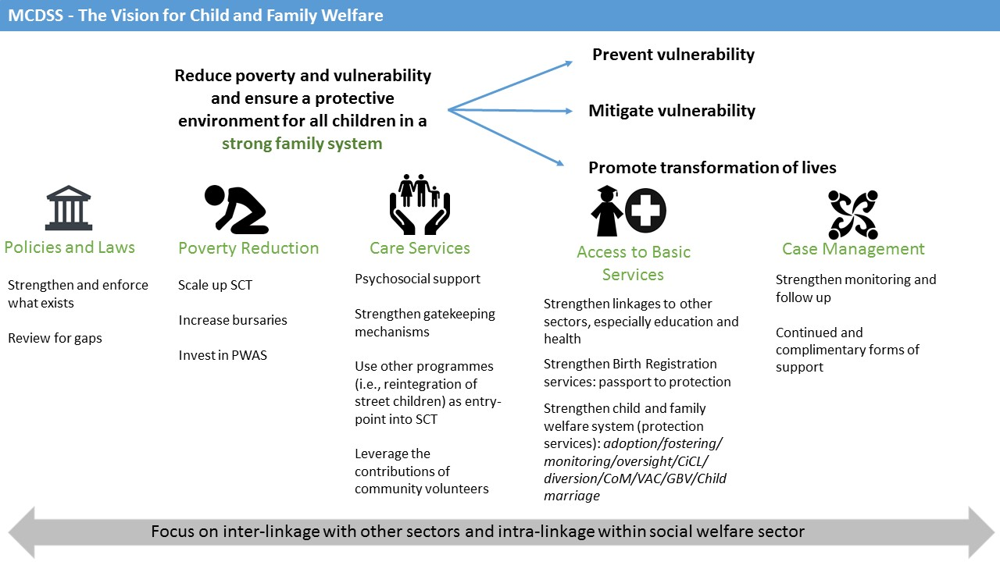 MCDSS - The Vision for Child and Family Welfare
Reduce poverty and vulnerability
and ensure a protective
environment for all children in a
strong family system
Prevent vulnerability
Mitigate vulnerability
Promote transformation of lives
Policies and Laws
Strengthen and enforce
what exists
Review for gaps
Poverty Reduction
Scale up SCT
Increase bursaries
Invest in PWAS
Care Services
Psychosocial support
Strengthen gatekeeping
mechanisms
Use other programmes
(i.e., reintegration of
street children) as entry-
point into SCT
Leverage the
contributions of
community volunteers
Access to Basic
Services
Strengthen linkages to other
sectors, especially education and
health
Strengthen Birth Registration
services: passport to protection
Strengthen child and family
welfare system (protection
services): adoption/fostering/
monitoring/oversight/CiCL/
diversion/CoM/VAC/GBV/Child
marriage
Case Management
Strengthen monitoring and
follow up
Continued and
complimentary forms of
support
Focus on inter-linkage with other sectors and intra-linkage within social welfare sector